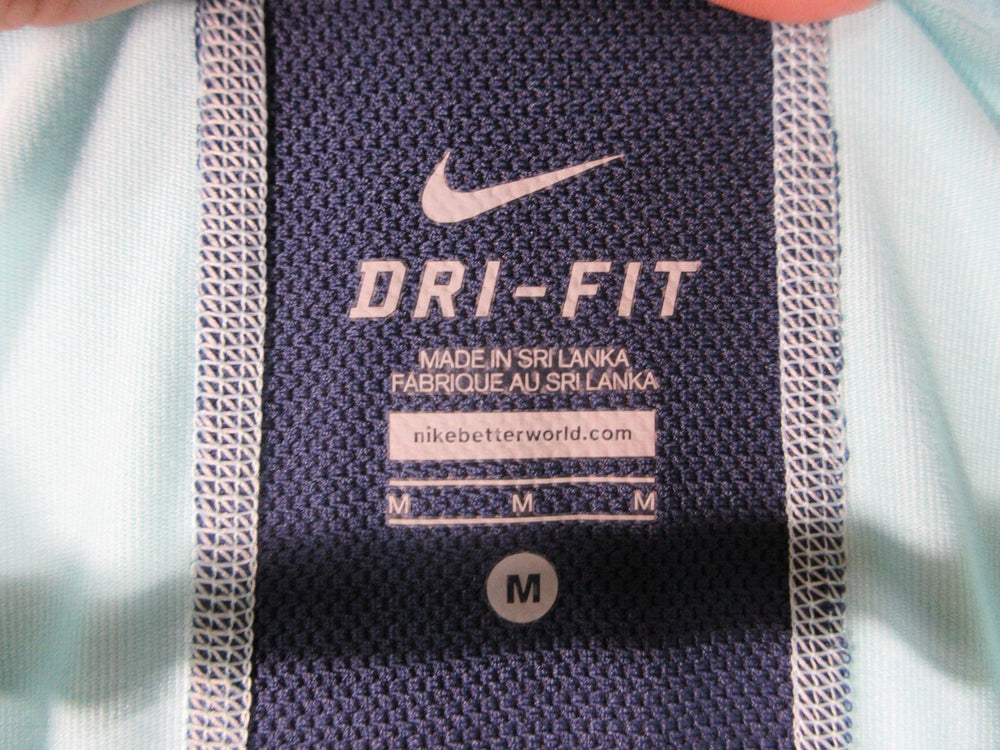 DRI-FIT
MADE IN SRI LANKA
FABRIQUE AU SRI LANKA
nikebetterworld.com
M M M
M